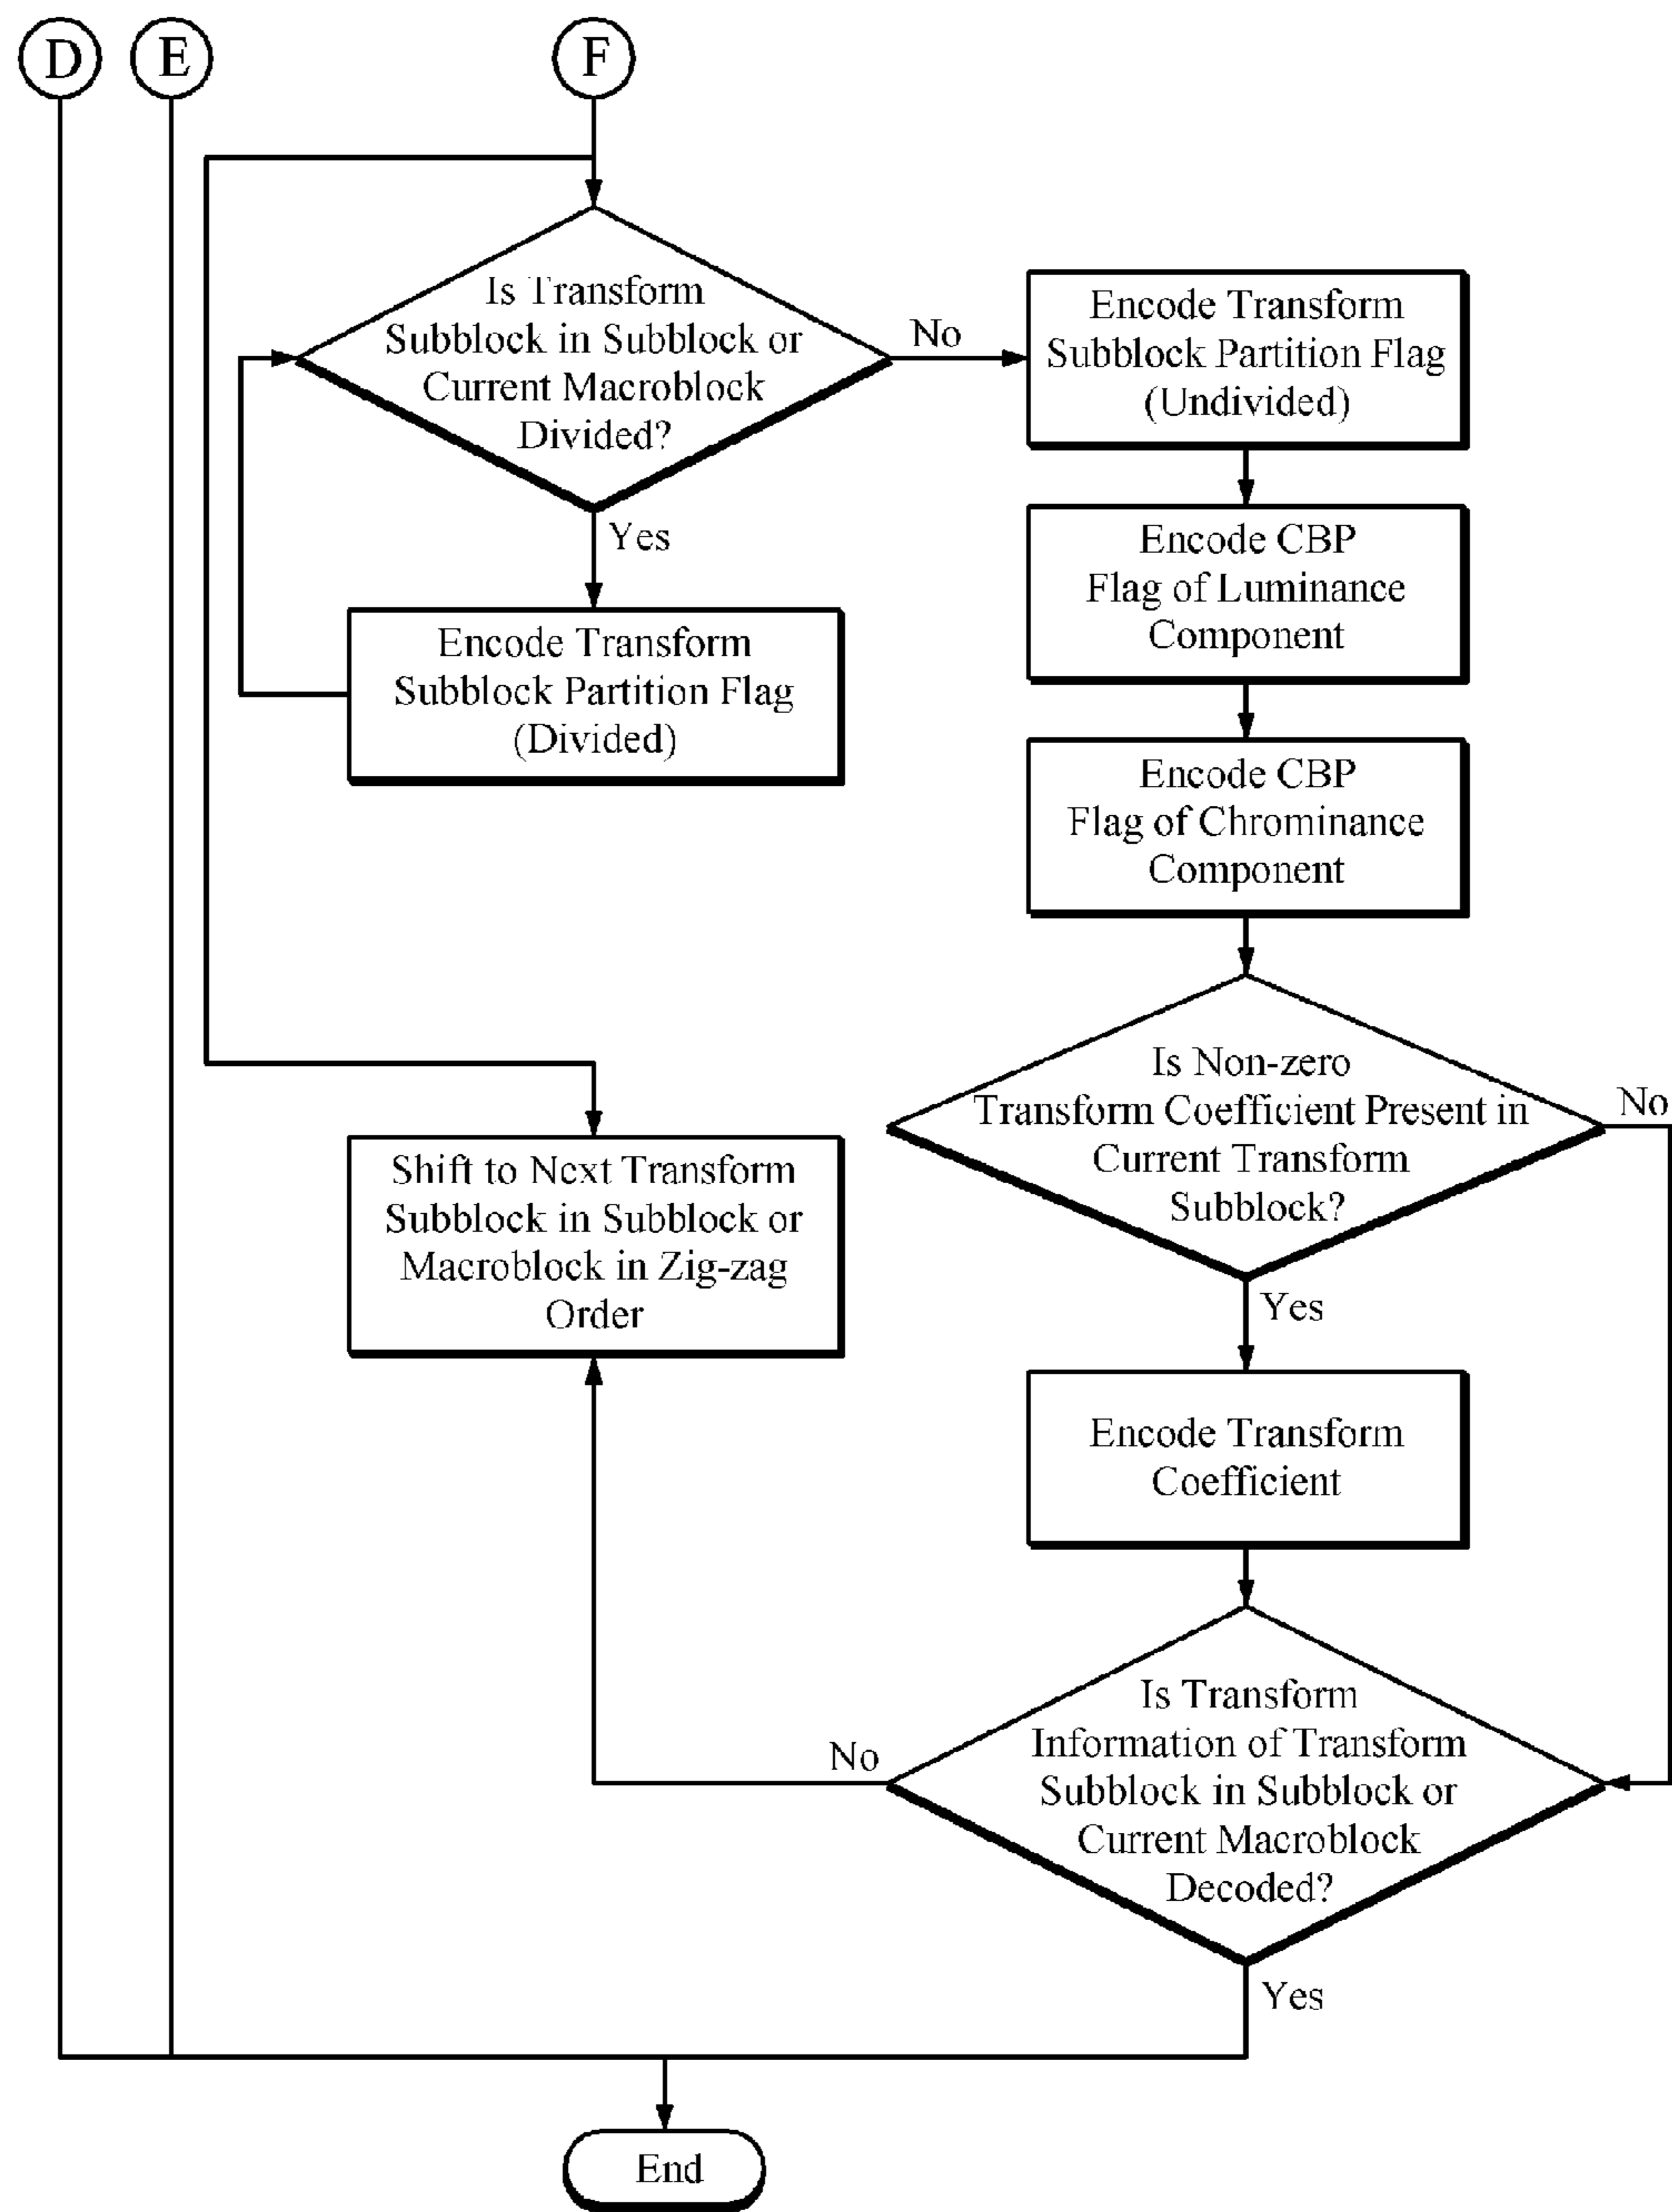 D
E
F
Is Transform
Subblock in Subblock or
Current Macroblock
Divided?
No
Yes
Encode Transform
Subblock Partition Flag
(Undivided)
Encode CBP
Flag of Luminance
Component
Encode Transform
Subblock Partition Flag
(Divided)
Encode CBP
Flag of Chrominance
Component
Is Non-zero
Transform Coefficient Present in
Current Transform
Subblock?
No
Yes
Shift to Next Transform
Subblock in Subblock or
Macroblock in Zig-zag
Order
Encode Transform
Coefficient
Is Transform
Information of Transform
Subblock in Subblock or
Current Macroblock
Decoded?
No
Yes
End